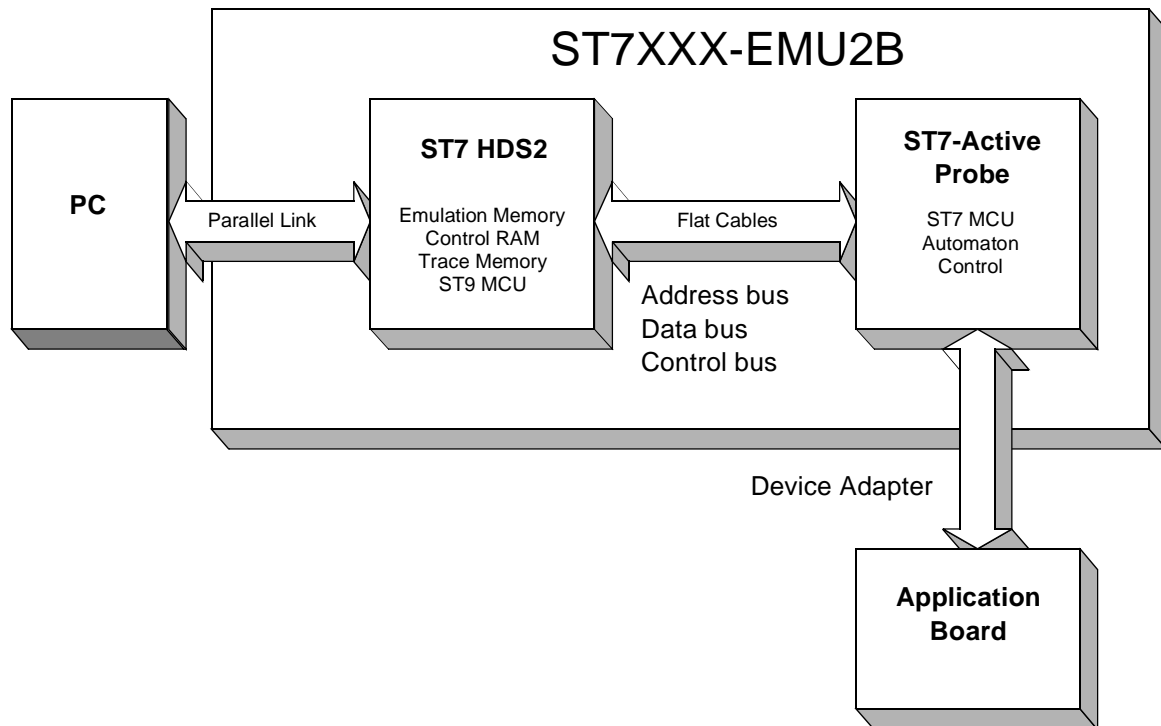 ST7XXX-EMU2B
PC
Parallel Link
ST7 HDS2
Emulation Memory
Control RAM
Trace Memory
ST9 MCU
Flat Cables
Address bus
Data bus
Control bus
ST7-Active
Probe
ST7 MCU
Automaton
Control
Device Adapter
Application
Board